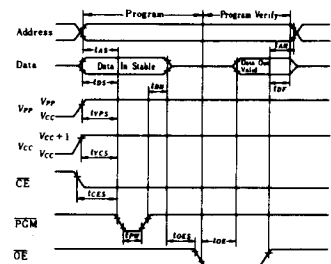 Program
Program Verify
Address
tAS
tAH
Data
Data In Stable
Data Out Valid
tDS
tDH
tDF
VPP
VPP
VCC
tVPS
VCC
VCC + 1
VCC
tVCS
CE
tCES
PGM
tPW
tOES
tOE
OE